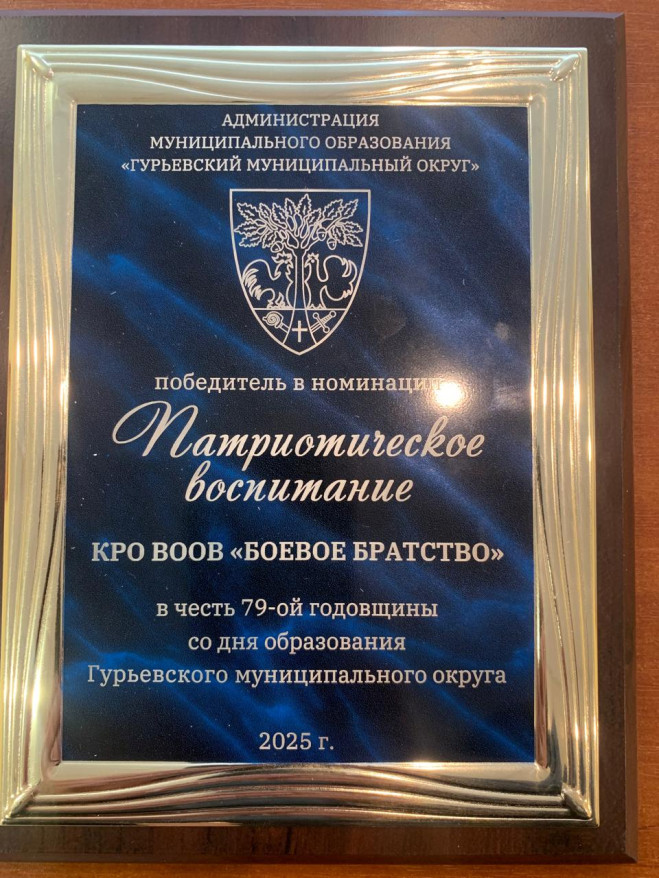 АДМИНИСТРАЦИЯ
МУНИЦИПАЛЬНОГО ОБРАЗОВАНИЯ
«ГУРЬЕВСКИЙ МУНИЦИПАЛЬНЫЙ ОКРУГ»
победитель в номинации
Патриотическое
воспитание
КРО ВООВ «БОЕВОЕ БРАТСТВО»
в честь 79-ой годовщины
со дня образования
Гурьевского муниципального округа
2025 г.